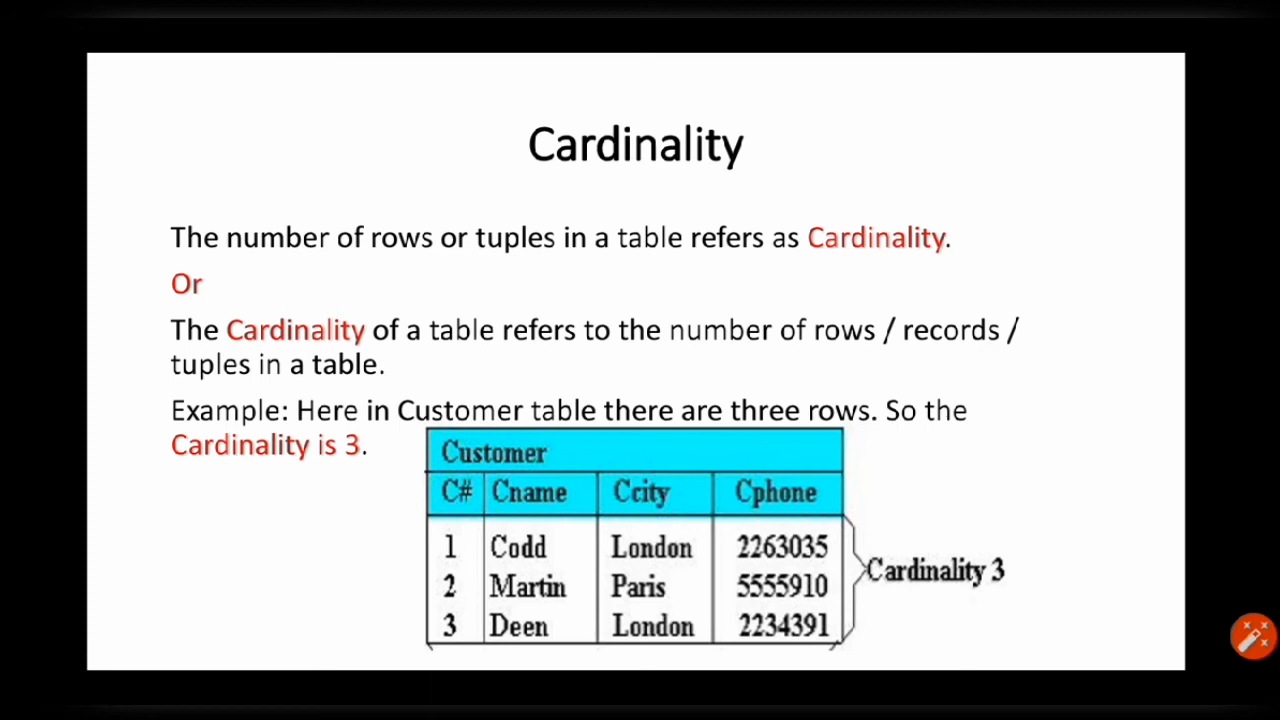 Cardinality
The number of rows or tuples in a table refers as Cardinality.
Or
The Cardinality of a table refers to the number of rows / records /
tuples in a table.
Example: Here in Customer table there are three rows. So the
Cardinality is 3.
Customer
C# Cname Ccity Cphone
1 Codd London 2263035
2 Martin Paris 5555910
3 Deen London 2234391
Cardinality 3